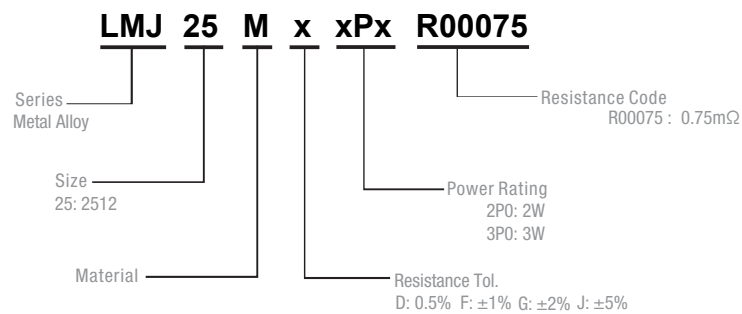 LMJ 25 M x xPx R00075
Series
Metal Alloy
Resistance Code
R00075 : 0.75mΩ
Size
25: 2512
Power Rating
2P0: 2W
3P0: 3W
Material
Resistance Tol.
D: 0.5% F: ±1% G: ±2% J: ±5%